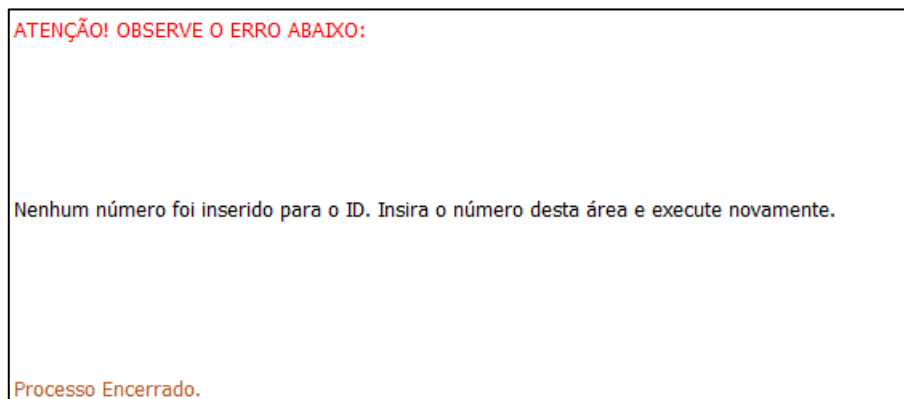 ATENÇÃO! OBSERVE O ERRO ABAIXO:
Nenhum número foi inserido para o ID. Insira o número desta área e execute novamente.
Processo Encerrado.